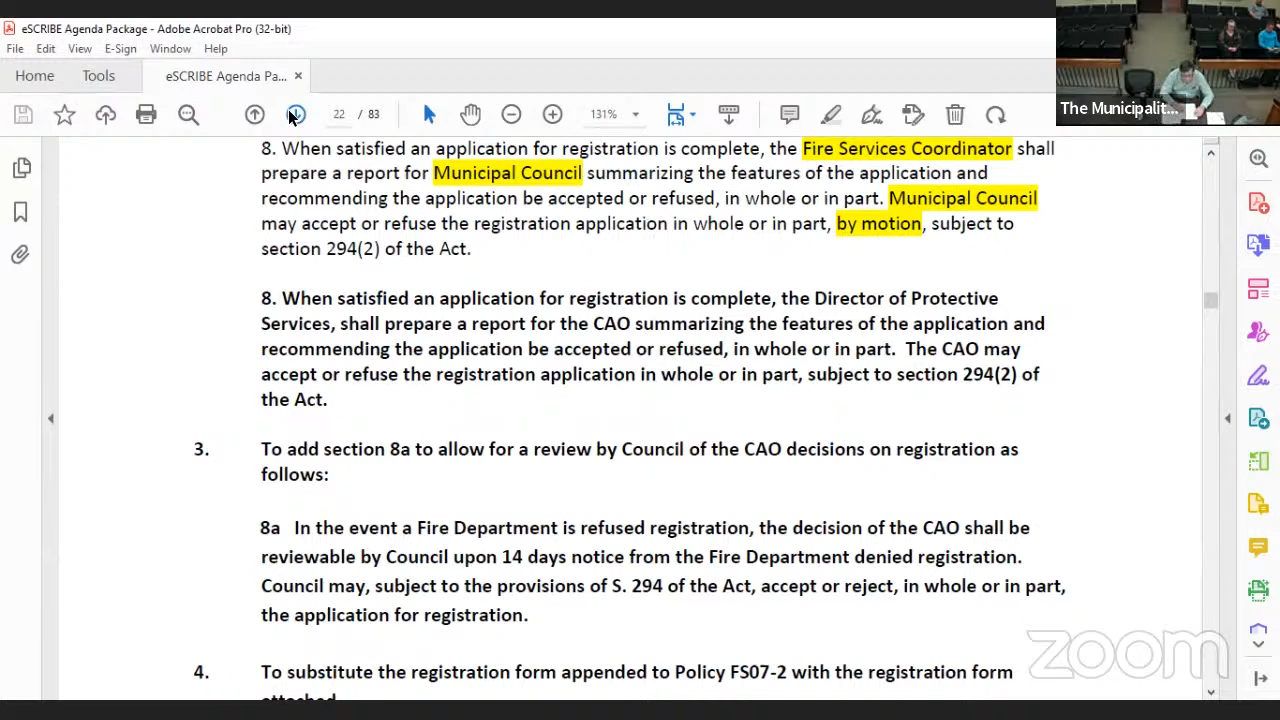 eSCRIBE Agenda Package - Adobe Acrobat Pro (32-bit)
File Edit View E-Sign Window Help
Home Tools eSCRIBE Agenda Pa... ×
22 / 83 131%
The Municipalit...
8. When satisfied an application for registration is complete, the Fire Services Coordinator shall
prepare a report for Municipal Council summarizing the features of the application and
recommending the application be accepted or refused, in whole or in part. Municipal Council
may accept or refuse the registration application in whole or in part, by motion, subject to
section 294(2) of the Act.
8. When satisfied an application for registration is complete, the Director of Protective
Services, shall prepare a report for the CAO summarizing the features of the application and
recommending the application be accepted or refused, in whole or in part. The CAO may
accept or refuse the registration application in whole or in part, subject to section 294(2) of
the Act.
3. To add section 8a to allow for a review by Council of the CAO decisions on registration as
follows:
8a In the event a Fire Department is refused registration, the decision of the CAO shall be
reviewable by Council upon 14 days notice from the Fire Department denied registration.
Council may, subject to the provisions of S. 294 of the Act, accept or reject, in whole or in part,
the application for registration.
4. To substitute the registration form appended to Policy FS07-2 with the registration form
attached
zoom